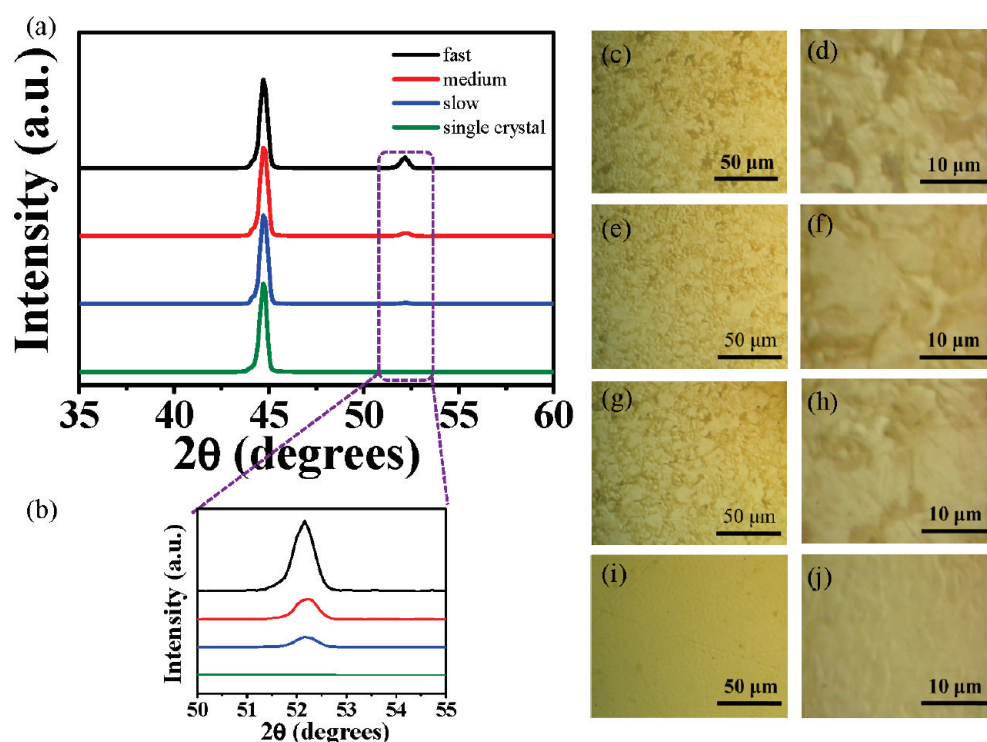 (a)
Intensity (a.u.)
fast
medium
slow
single crystal
35 40 45 50 55 60
2θ (degrees)
(b)
Intensity (a.u.)
50 51 52 53 54 55
2θ (degrees)
(c)
50 μm
(d)
10 μm
(e)
50 μm
(f)
10 μm
(g)
50 μm
(h)
10 μm
(i)
50 μm
(j)
10 μm